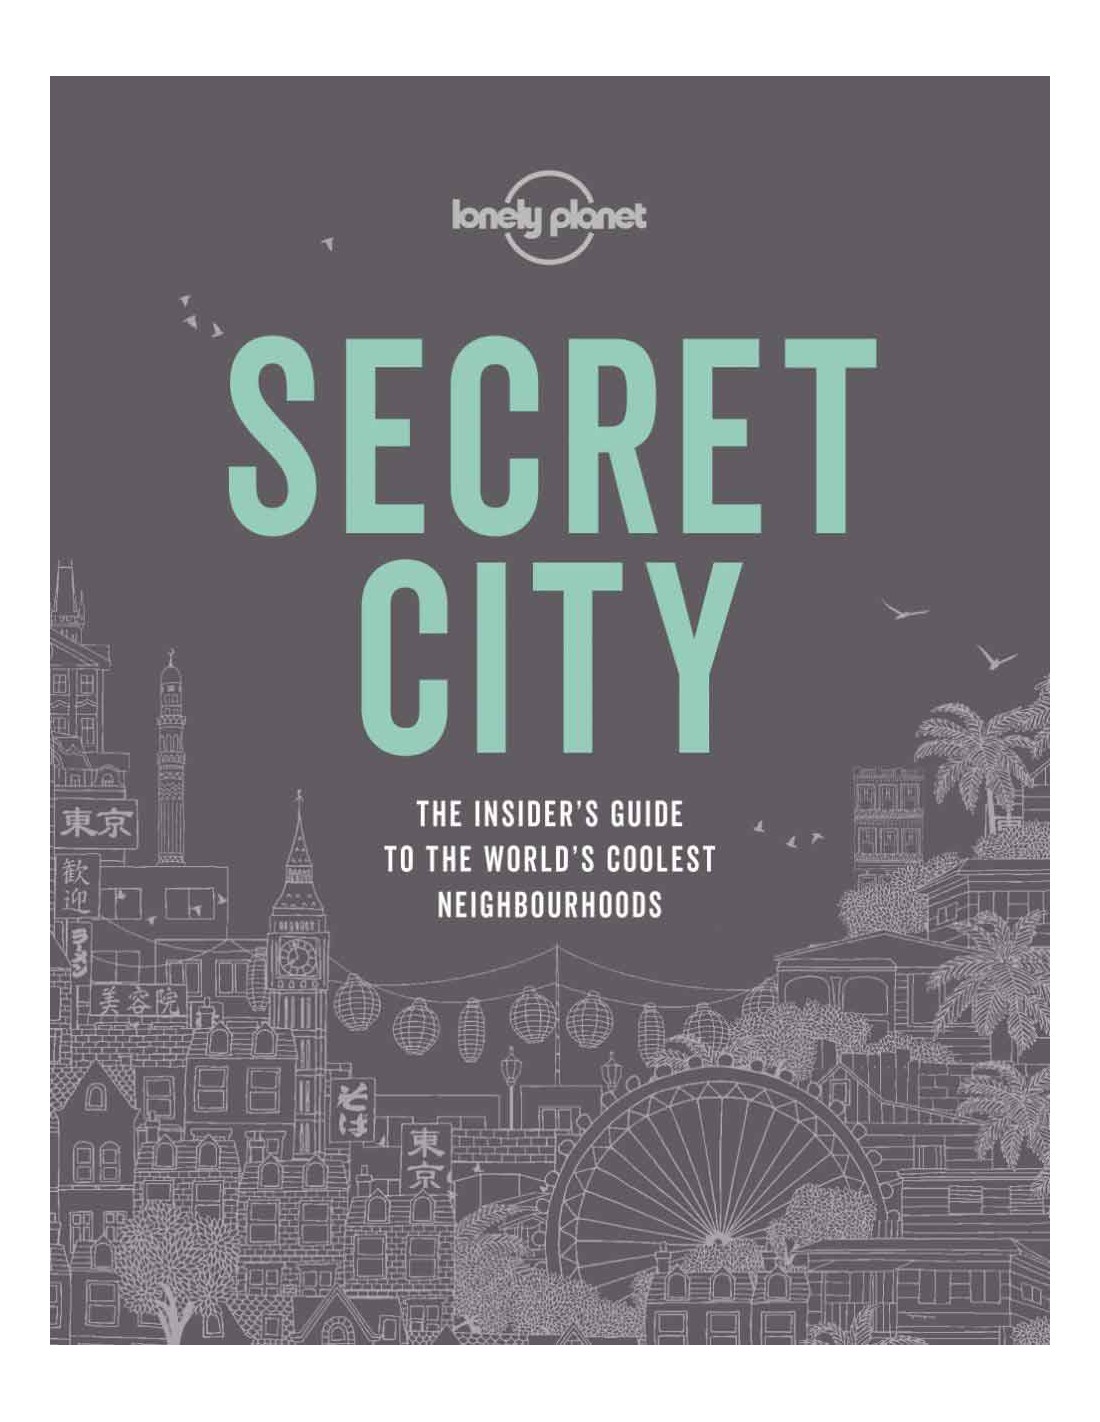 lonely planet
SECRET
CITY
THE INSIDER'S GUIDE
TO THE WORLD'S COOLEST
NEIGHBOURHOODS
東京
歓迎
ラーメン
美容院
そば
東京